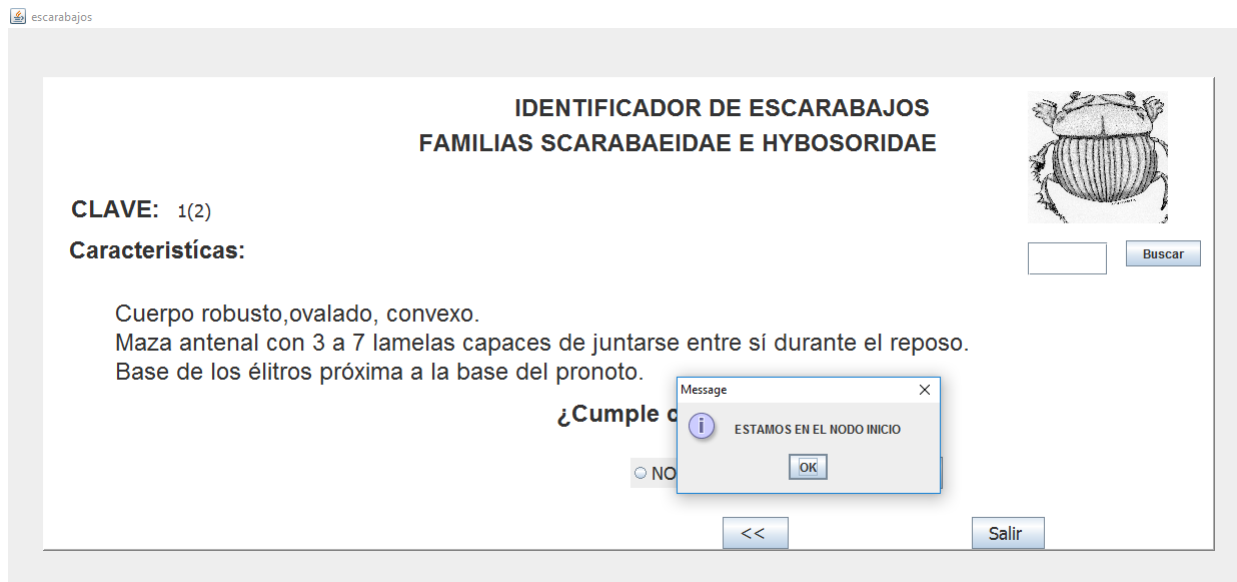 escarabajos
IDENTIFICADOR DE ESCARABAJOS
FAMILIAS SCARABAEIDAE E HYBOSORIDAE
CLAVE: 1(2)
Caracteristícas:
Buscar
Cuerpo robusto,ovalado, convexo.
Maza antenal con 3 a 7 lamelas capaces de juntarse entre sí durante el reposo.
Base de los élitros próxima a la base del pronoto.
¿Cumple c
Message
ESTAMOS EN EL NODO INICIO
OK
NO
<<
Salir